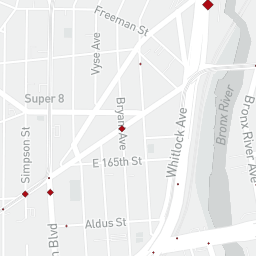 Freeman St
Vyse Ave
Super 8
Bryant Ave
Simpson St
E 165th St
Whitlock Ave
Bronx River
Bronx River Ave
Aldus St
Blvd